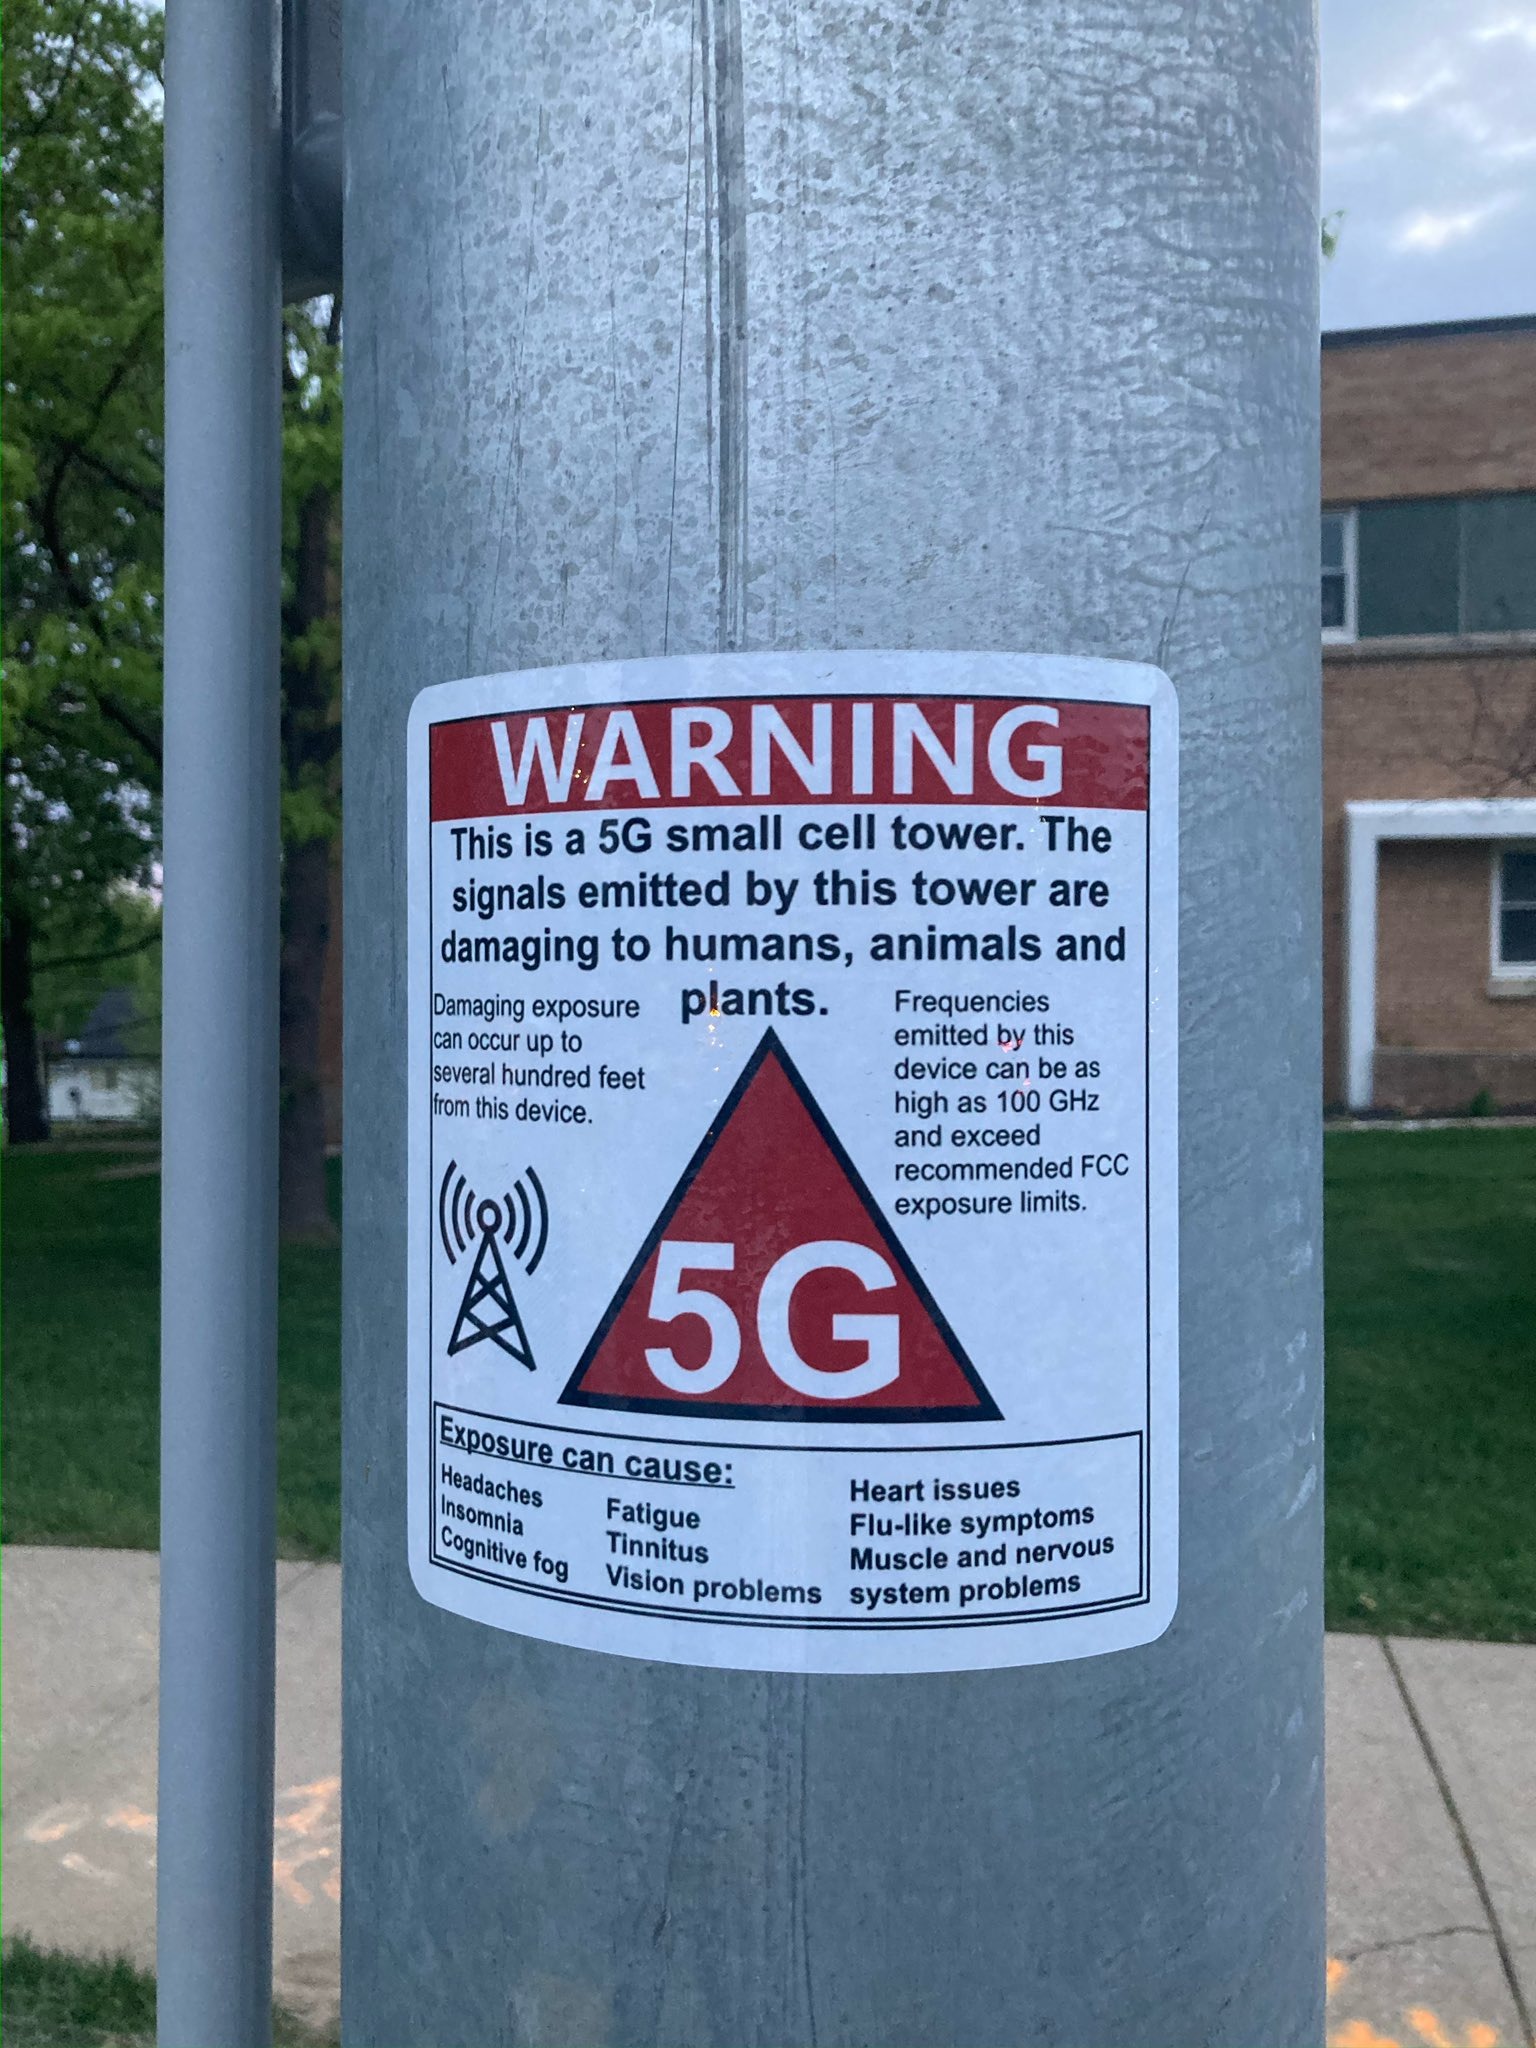 WARNING
This is a 5G small cell tower. The
signals emitted by this tower are
damaging to humans, animals and
plants.
Damaging exposure
can occur up to
several hundred feet
from this device.
Frequencies
emitted by this
device can be as
high as 100 GHz
and exceed
recommended FCC
exposure limits.
5G
Exposure can cause:
Headaches
Insomnia
Cognitive fog
Fatigue
Tinnitus
Vision problems
Heart issues
Flu-like symptoms
Muscle and nervous
system problems